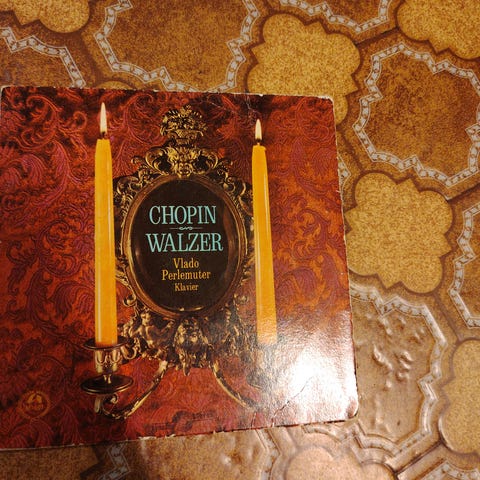 CHOPIN
WALZER
Vlado
Perlemuter
Klavier